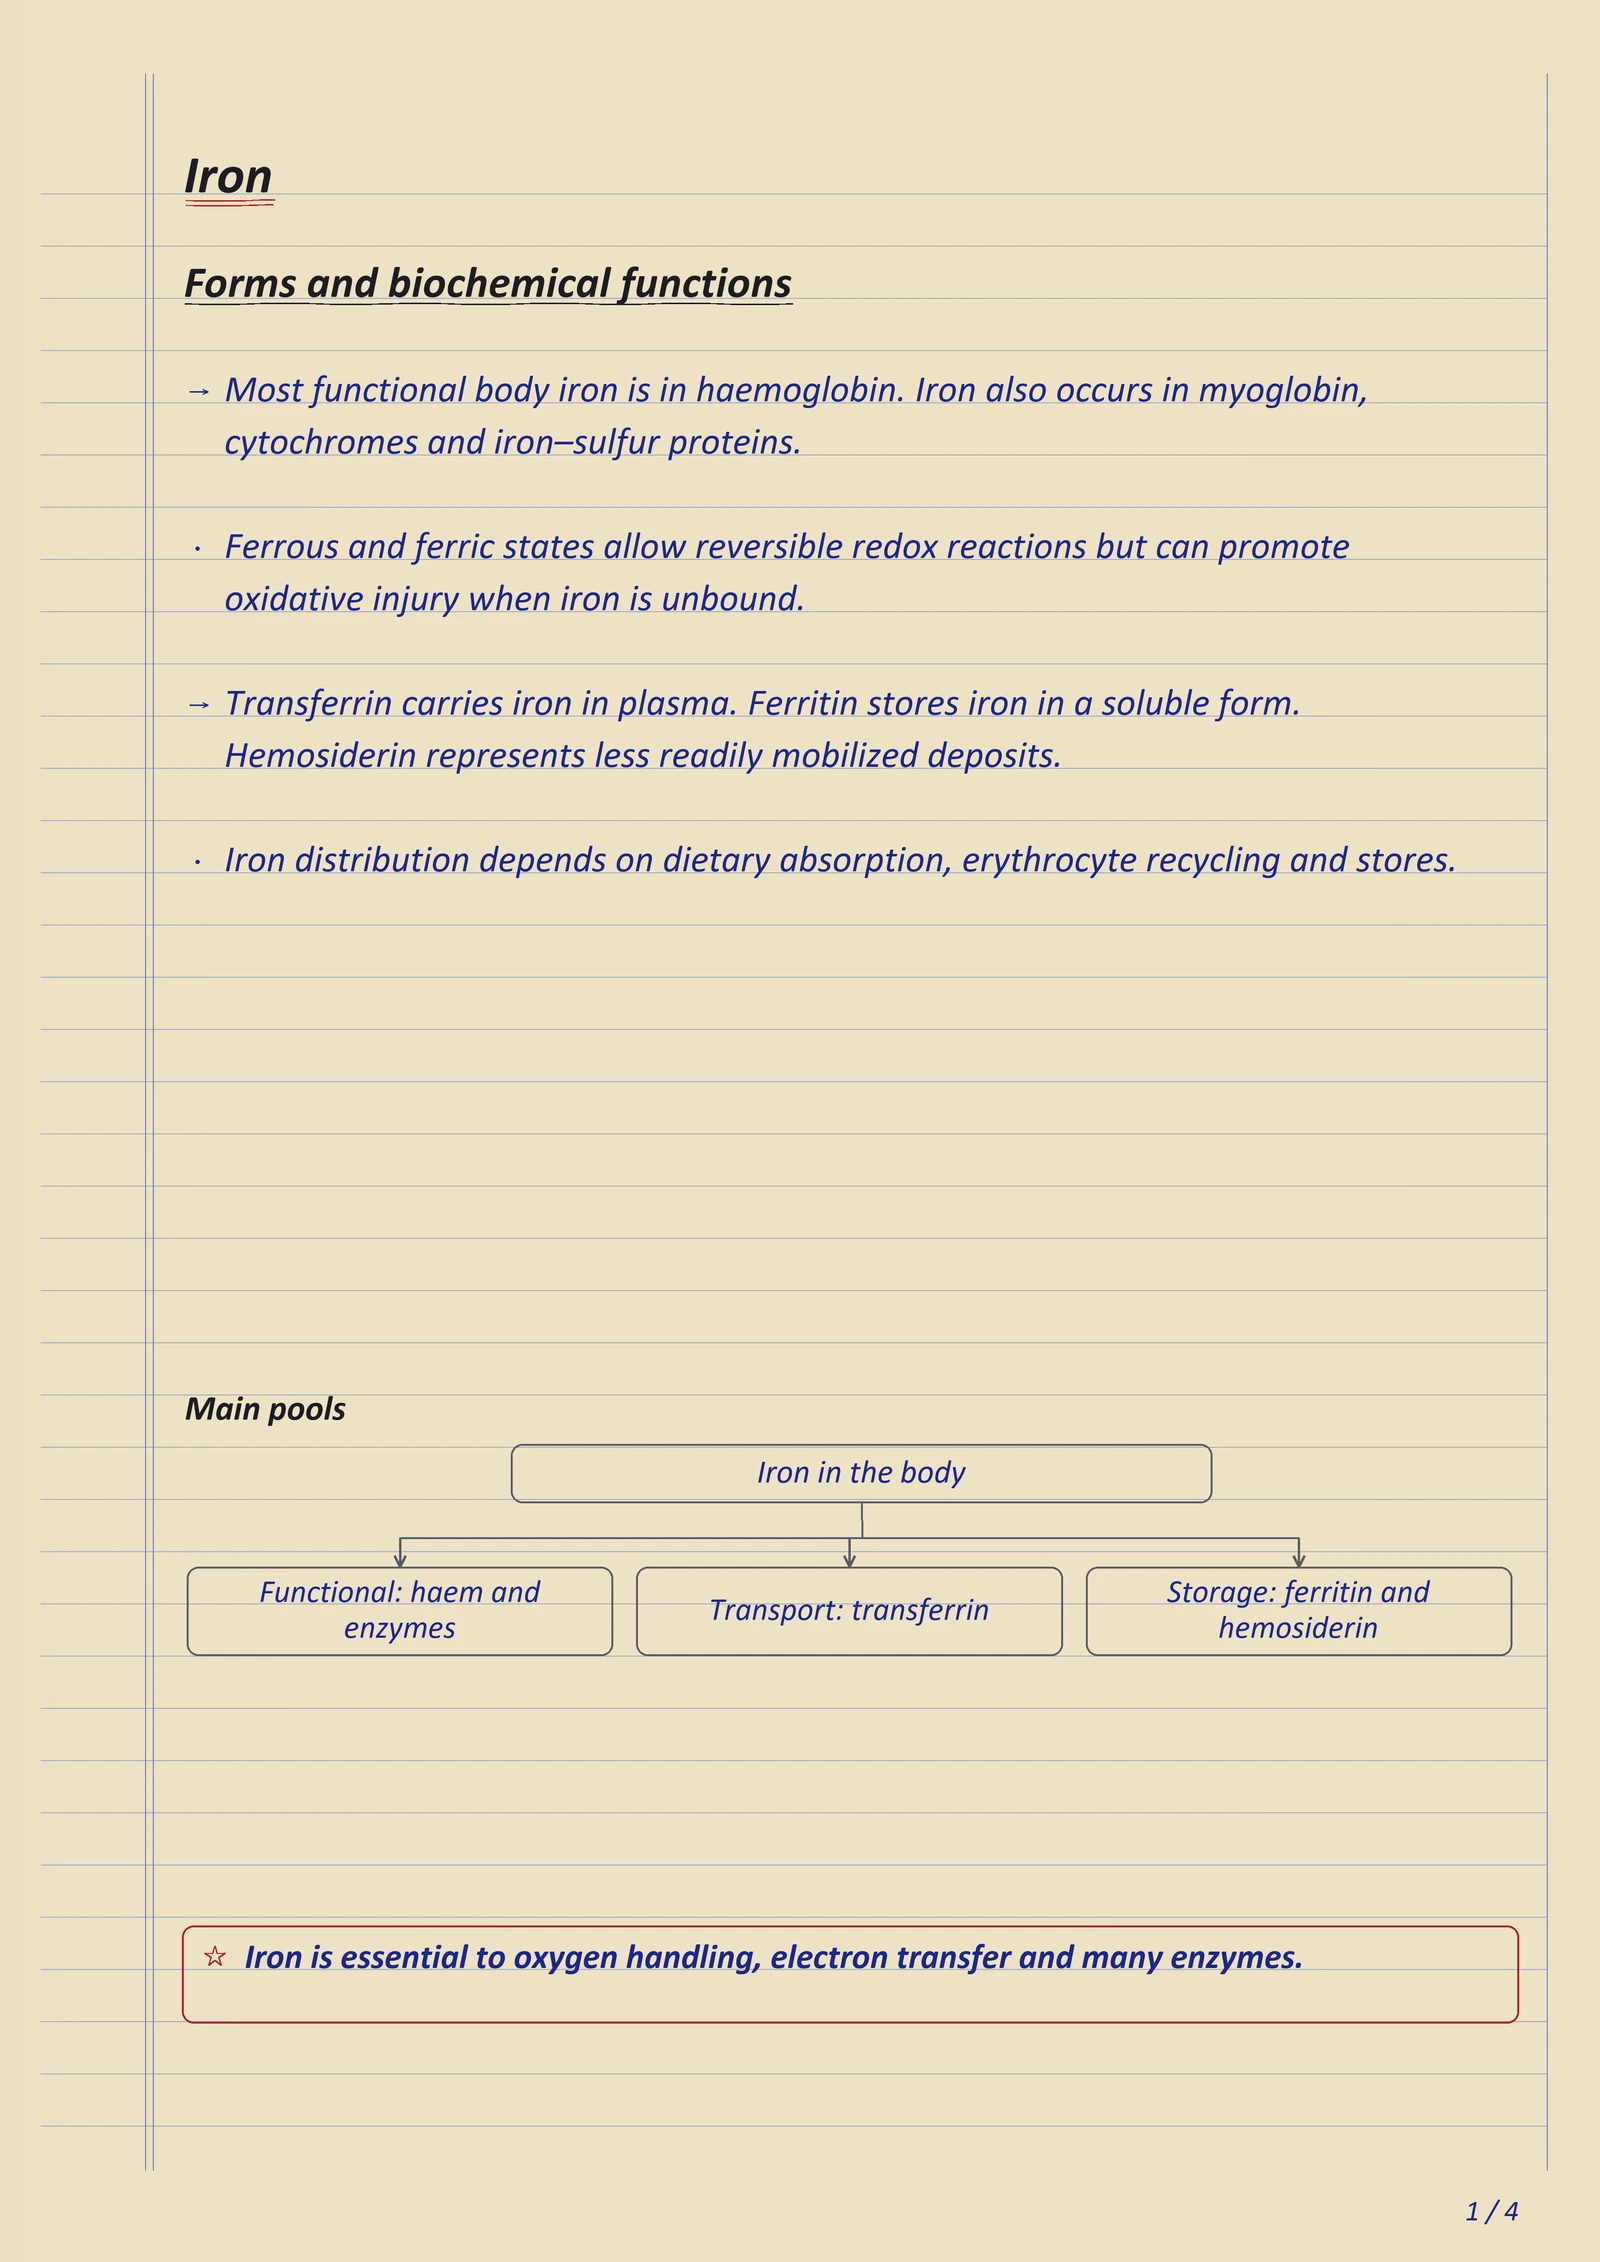 Iron
Forms and biochemical functions
→ Most functional body iron is in haemoglobin. Iron also occurs in myoglobin,
cytochromes and iron–sulfur proteins.
· Ferrous and ferric states allow reversible redox reactions but can promote
oxidative injury when iron is unbound.
→ Transferrin carries iron in plasma. Ferritin stores iron in a soluble form.
Hemosiderin represents less readily mobilized deposits.
· Iron distribution depends on dietary absorption, erythrocyte recycling and stores.
Main pools
Iron in the body
Functional: haem and
enzymes
Transport: transferrin
Storage: ferritin and
hemosiderin
☆ Iron is essential to oxygen handling, electron transfer and many enzymes.
1 / 4